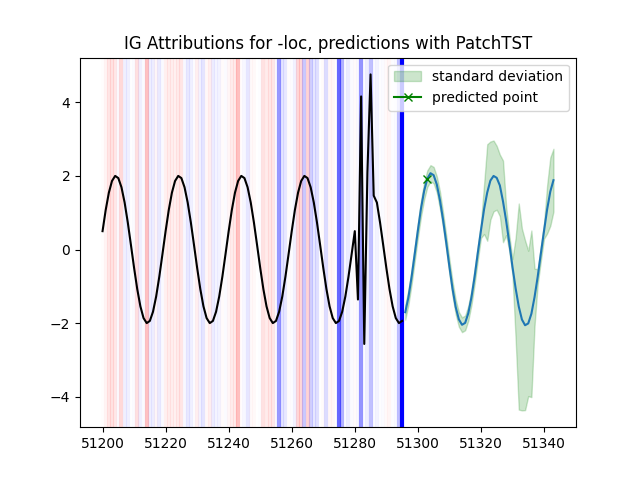 IG Attributions for -loc, predictions with PatchTST
standard deviation
predicted point
4
2
0
−2
−4
51200 51220 51240 51260 51280 51300 51320 51340